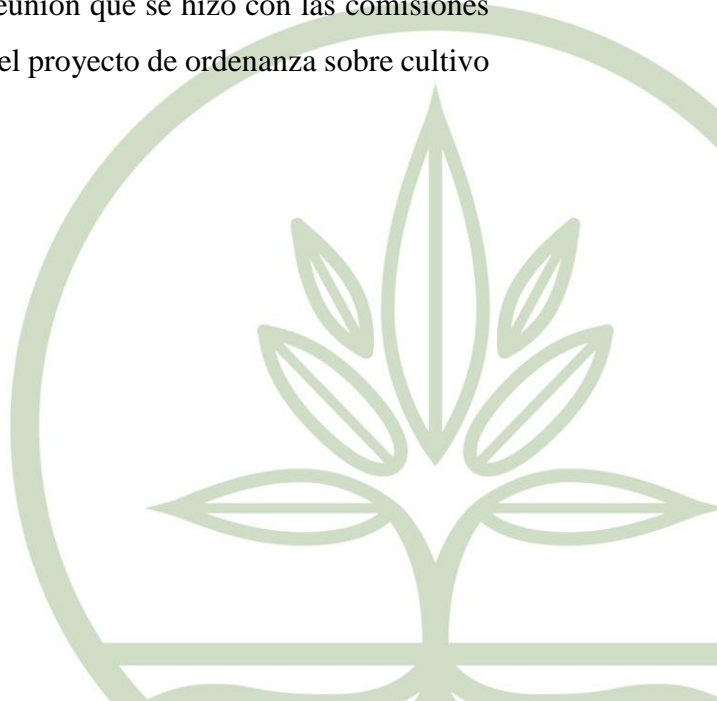 eunión que se hizo con las comisiones
el proyecto de ordenanza sobre cultivo